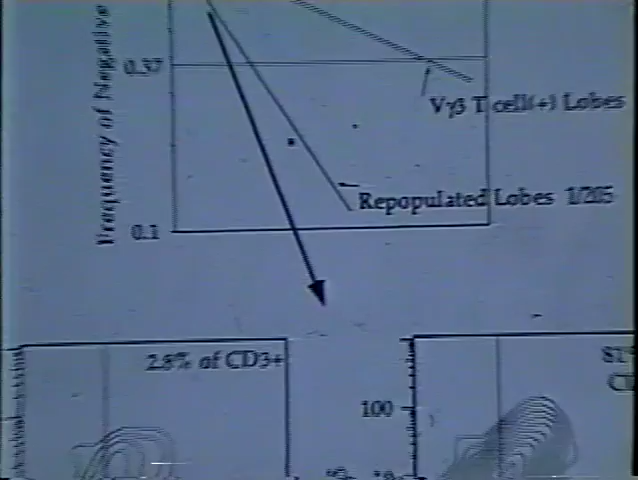 Frequency of Negative
0.37
Vγ3 T cell(+) Lobes
Repopulated Lobes 1/205
0.1
2.8% of CD3+
100